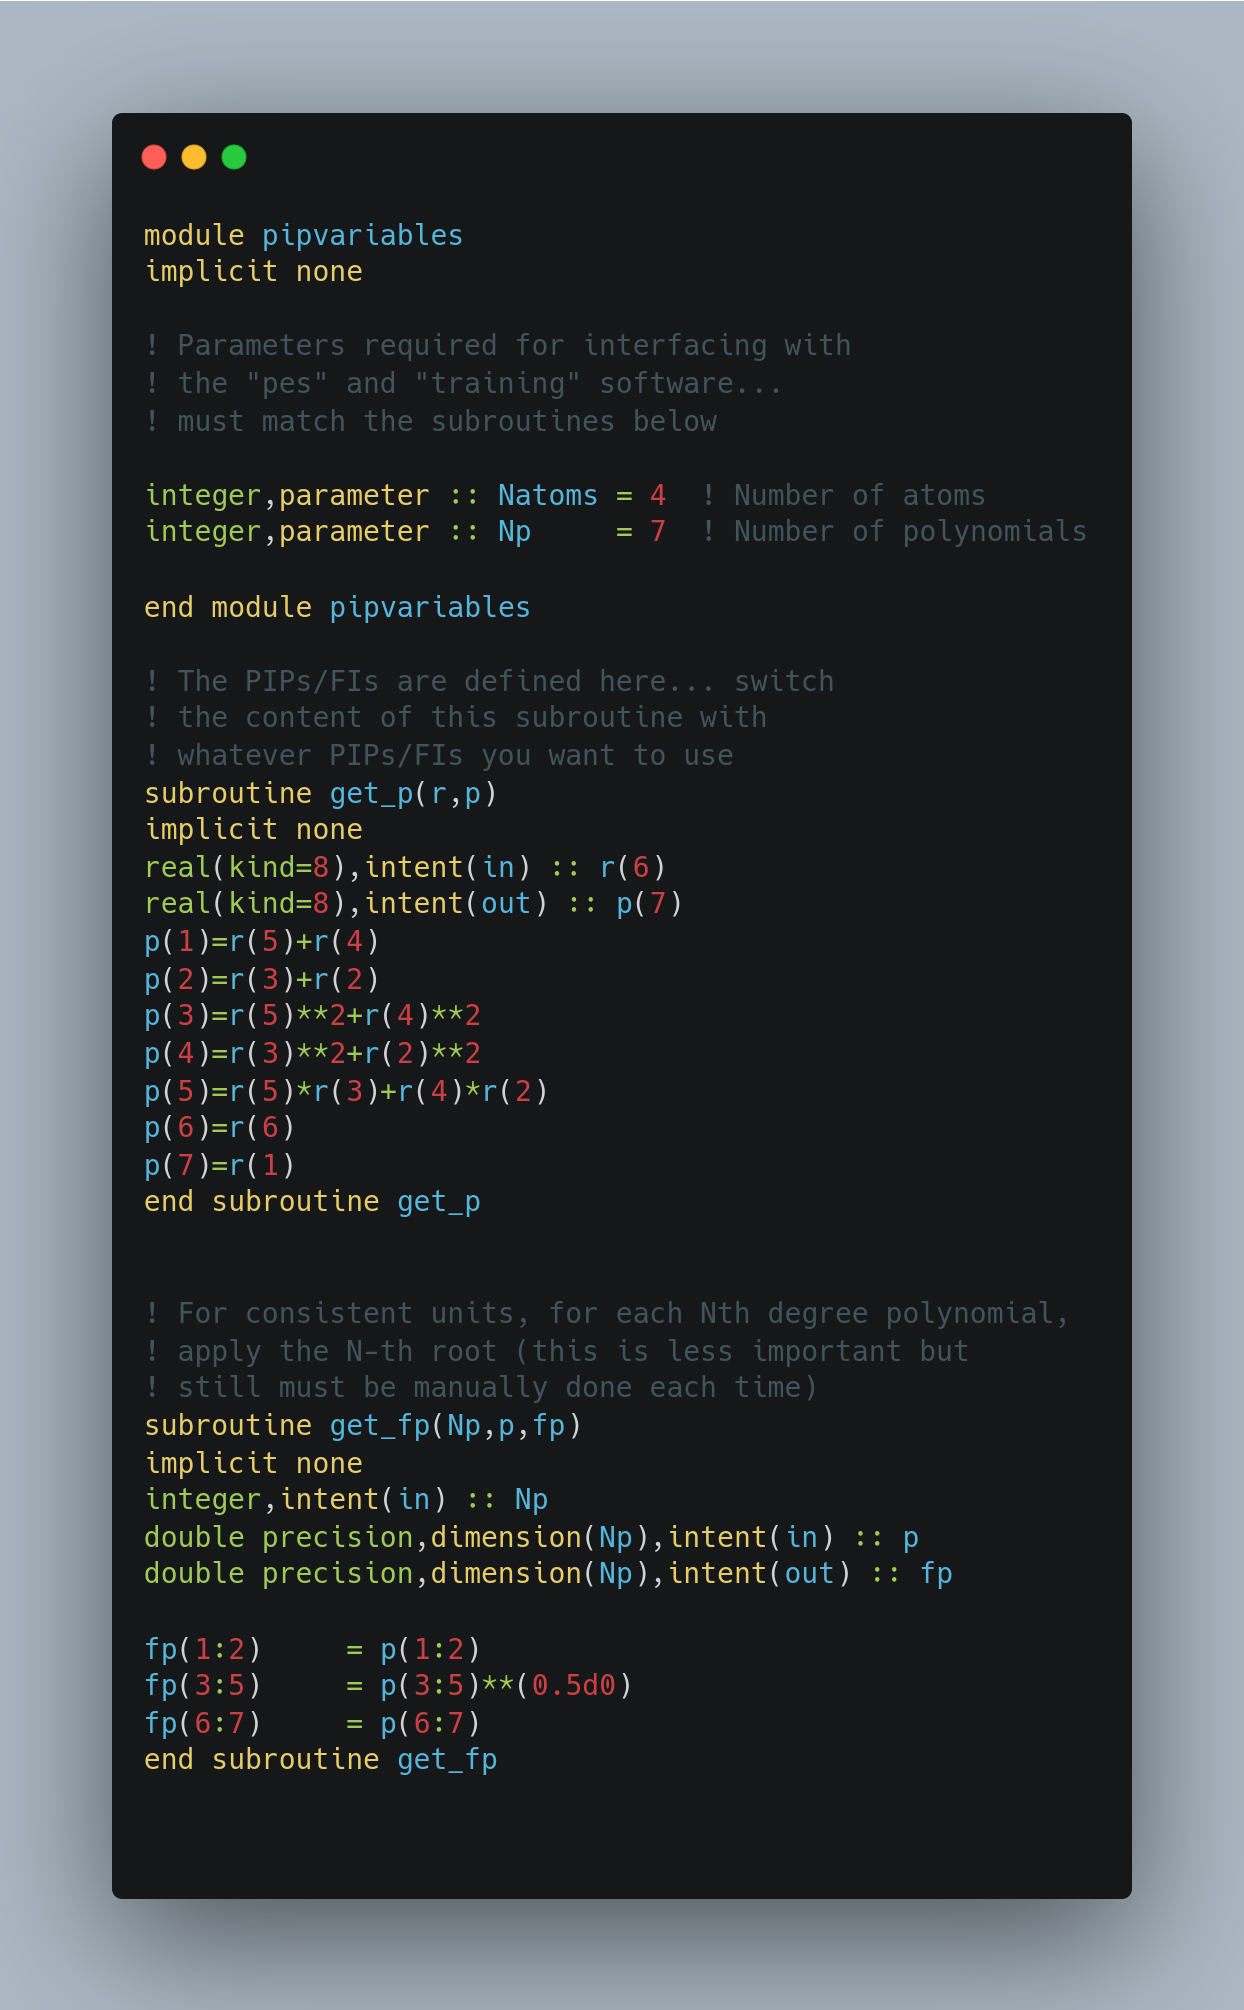 module pipvariables
implicit none
! Parameters required for interfacing with
! the "pes" and "training" software...
! must match the subroutines below
integer,parameter :: Natoms = 4  ! Number of atoms
integer,parameter :: Np     = 7  ! Number of polynomials
end module pipvariables
! The PIPs/FIs are defined here... switch
! the content of this subroutine with
! whatever PIPs/FIs you want to use
subroutine get_p(r,p)
implicit none
real(kind=8),intent(in) :: r(6)
real(kind=8),intent(out) :: p(7)
p(1)=r(5)+r(4)
p(2)=r(3)+r(2)
p(3)=r(5)**2+r(4)**2
p(4)=r(3)**2+r(2)**2
p(5)=r(5)*r(3)+r(4)*r(2)
p(6)=r(6)
p(7)=r(1)
end subroutine get_p
! For consistent units, for each Nth degree polynomial,
! apply the N-th root (this is less important but
! still must be manually done each time)
subroutine get_fp(Np,p,fp)
implicit none
integer,intent(in) :: Np
double precision,dimension(Np),intent(in) :: p
double precision,dimension(Np),intent(out) :: fp
fp(1:2)     = p(1:2)
fp(3:5)     = p(3:5)**(0.5d0)
fp(6:7)     = p(6:7)
end subroutine get_fp